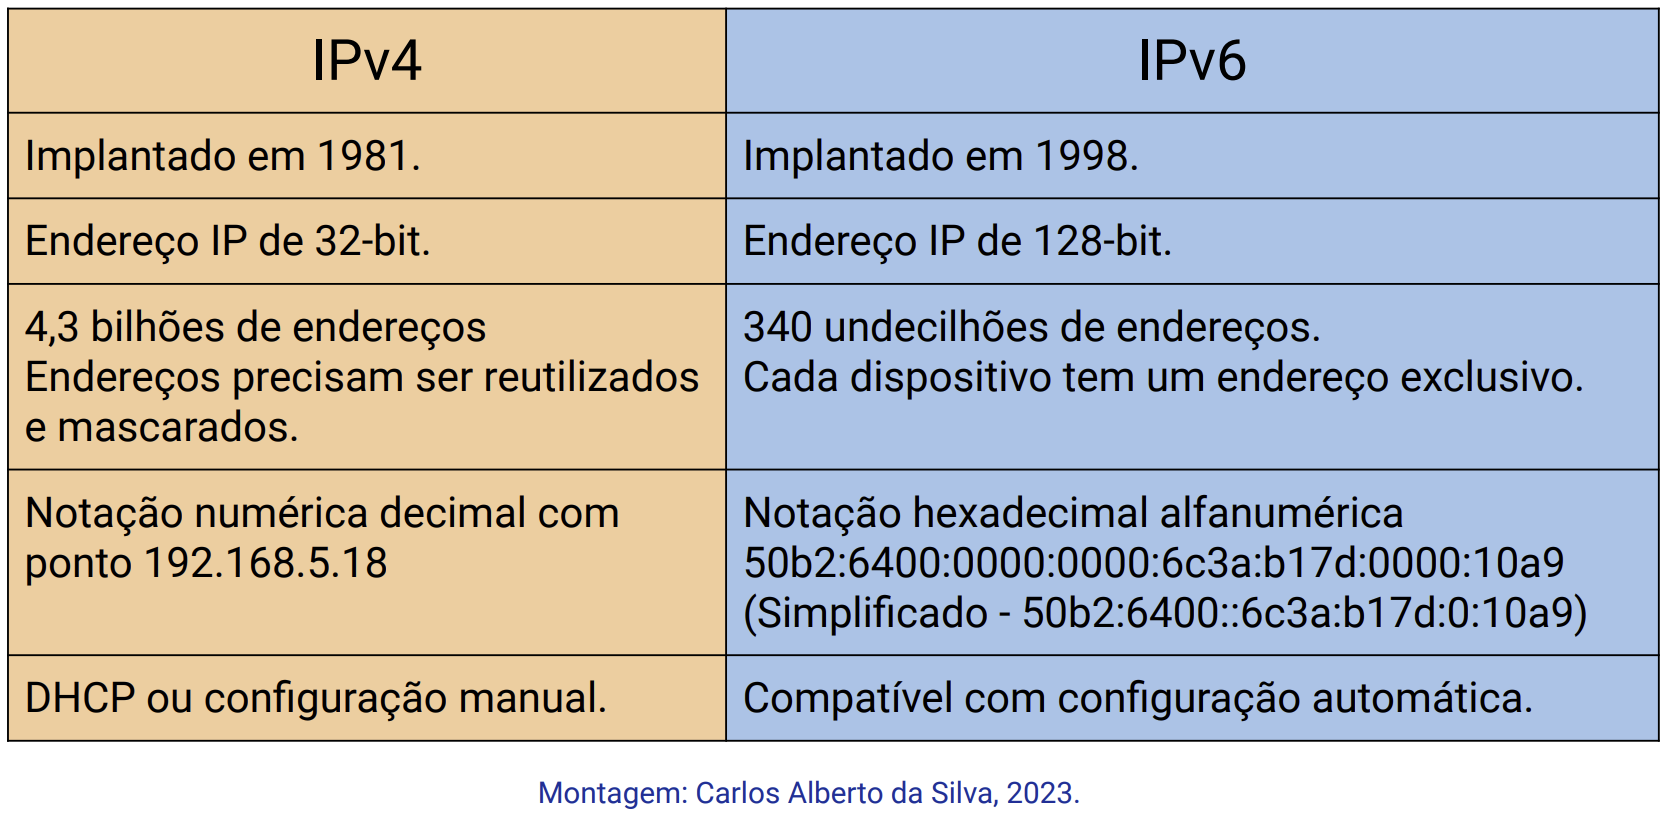 IPv4
IPv6
Implantado em 1981.
Implantado em 1998.
Endereço IP de 32-bit.
Endereço IP de 128-bit.
4,3 bilhões de endereços
Endereços precisam ser reutilizados
e mascarados.
340 undecilhões de endereços.
Cada dispositivo tem um endereço exclusivo.
Notação numérica decimal com
ponto 192.168.5.18
Notação hexadecimal alfanumérica
50b2:6400:0000:0000:6c3a:b17d:0000:10a9
(Simplificado - 50b2:6400::6c3a:b17d:0:10a9)
DHCP ou configuração manual.
Compatível com configuração automática.
Montagem: Carlos Alberto da Silva, 2023.